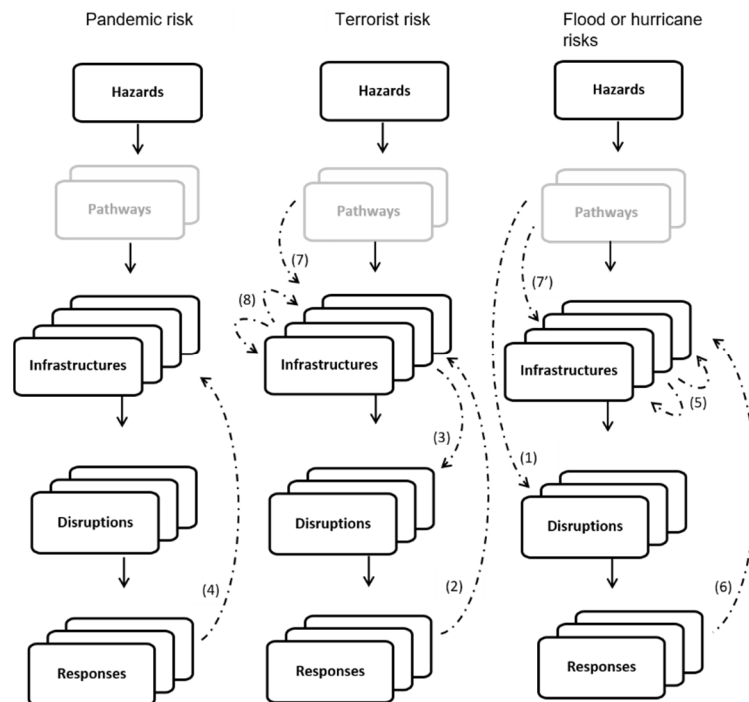 Pandemic risk
Terrorist risk
Flood or hurricane
risks
Hazards
Hazards
Hazards
Pathways
Pathways
Pathways
(7)
(7’)
(8)
Infrastructures
Infrastructures
Infrastructures
(5)
(3)
(1)
Disruptions
Disruptions
Disruptions
(4)
(2)
(6)
Responses
Responses
Responses